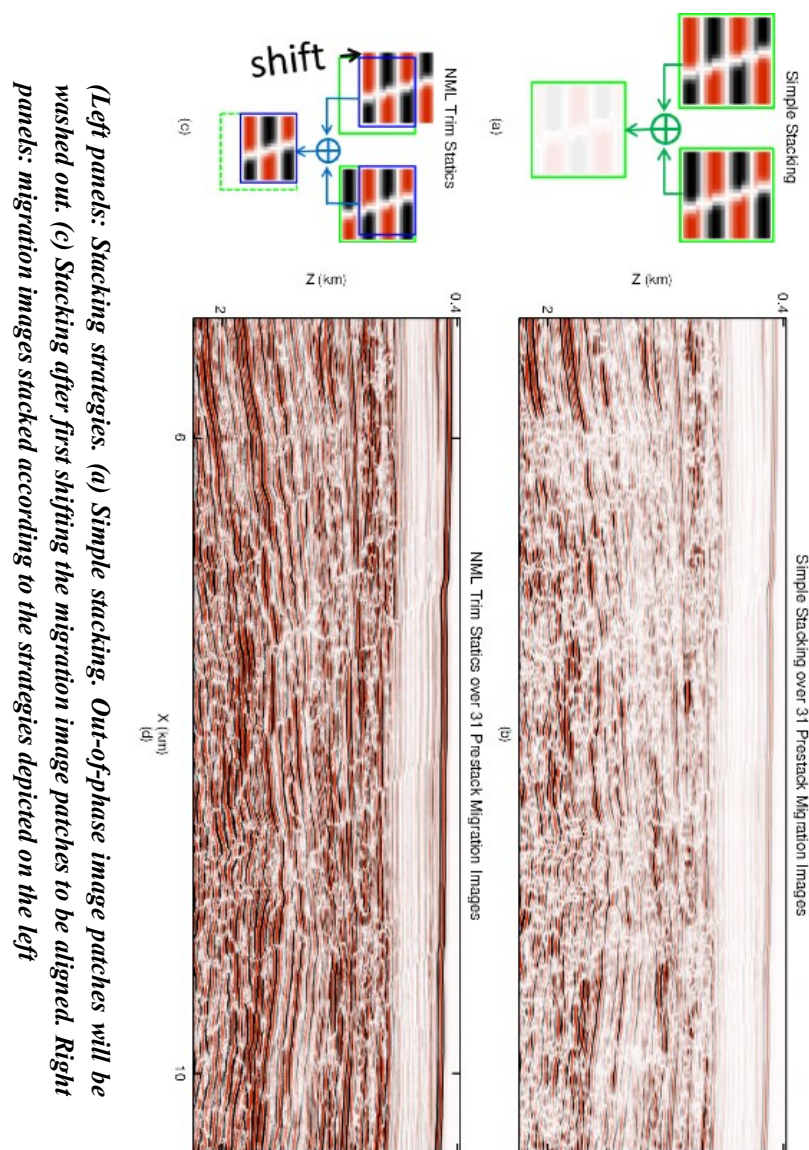 Simple Stacking
(a)
Simple Stacking over 31 Prestack Migration Images
0.4
Z (km)
2
(b)
NML Trim Statics
shift
(c)
NML Trim Statics over 31 Prestack Migration Images
0.4
Z (km)
2
6
10
X (km)
(d)
(Left panels: Stacking strategies. (a) Simple stacking. Out-of-phase image patches will be
washed out. (c) Stacking after first shifting the migration image patches to be aligned. Right
panels: migration images stacked according to the strategies depicted on the left